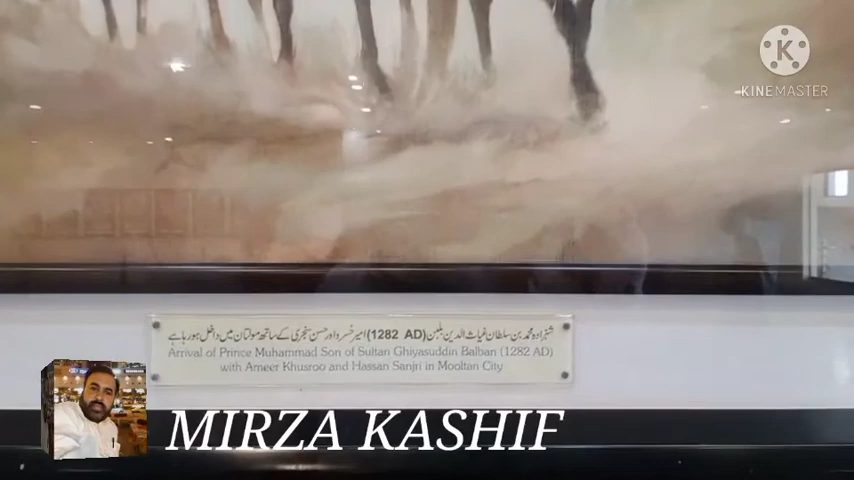 KINEMASTER
شہزادہ محمد بن سلطان غیاث الدین بلبن (1282 AD) امیر خسرو اور حسن سنجری کے ساتھ مولتان میں داخل ہو رہا ہے
Arrival of Prince Muhammad Son of Sultan Ghiyasuddin Balban (1282 AD)
with Ameer Khusroo and Hassan Sanjri in Mooltan City
MIRZA KASHIF